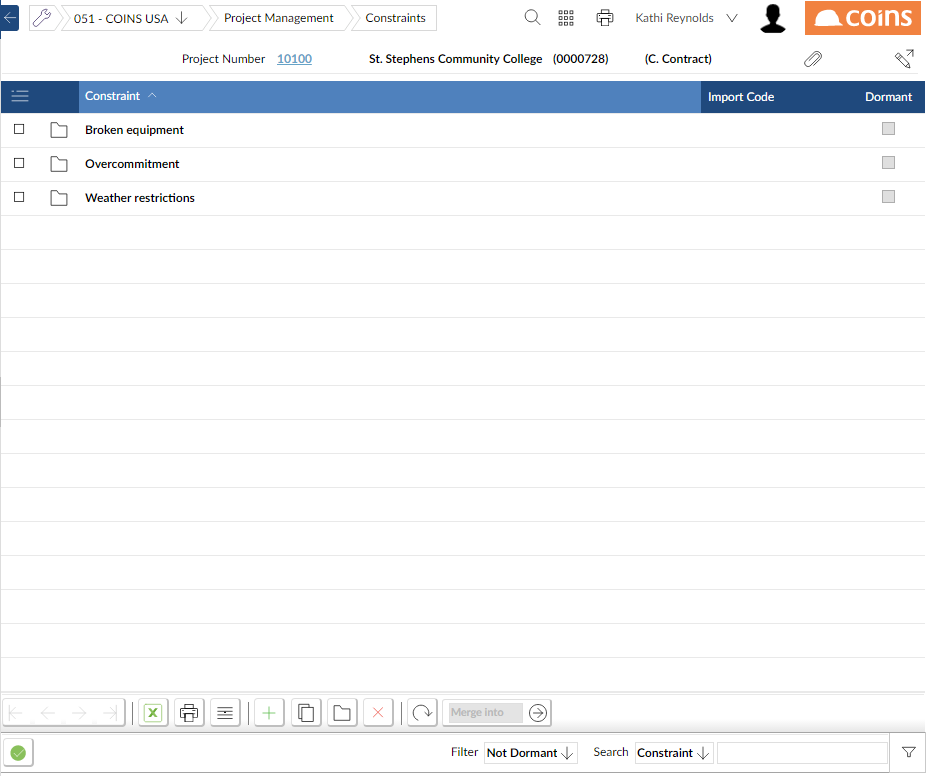 051 - COINS USA Project Management Constraints Kathi Reynolds coins
Project Number 10100 St. Stephens Community College (0000728) (C. Contract)
Constraint Import Code Dormant
Broken equipment
Overcommitment
Weather restrictions
Merge into
Filter Not Dormant Search Constraint